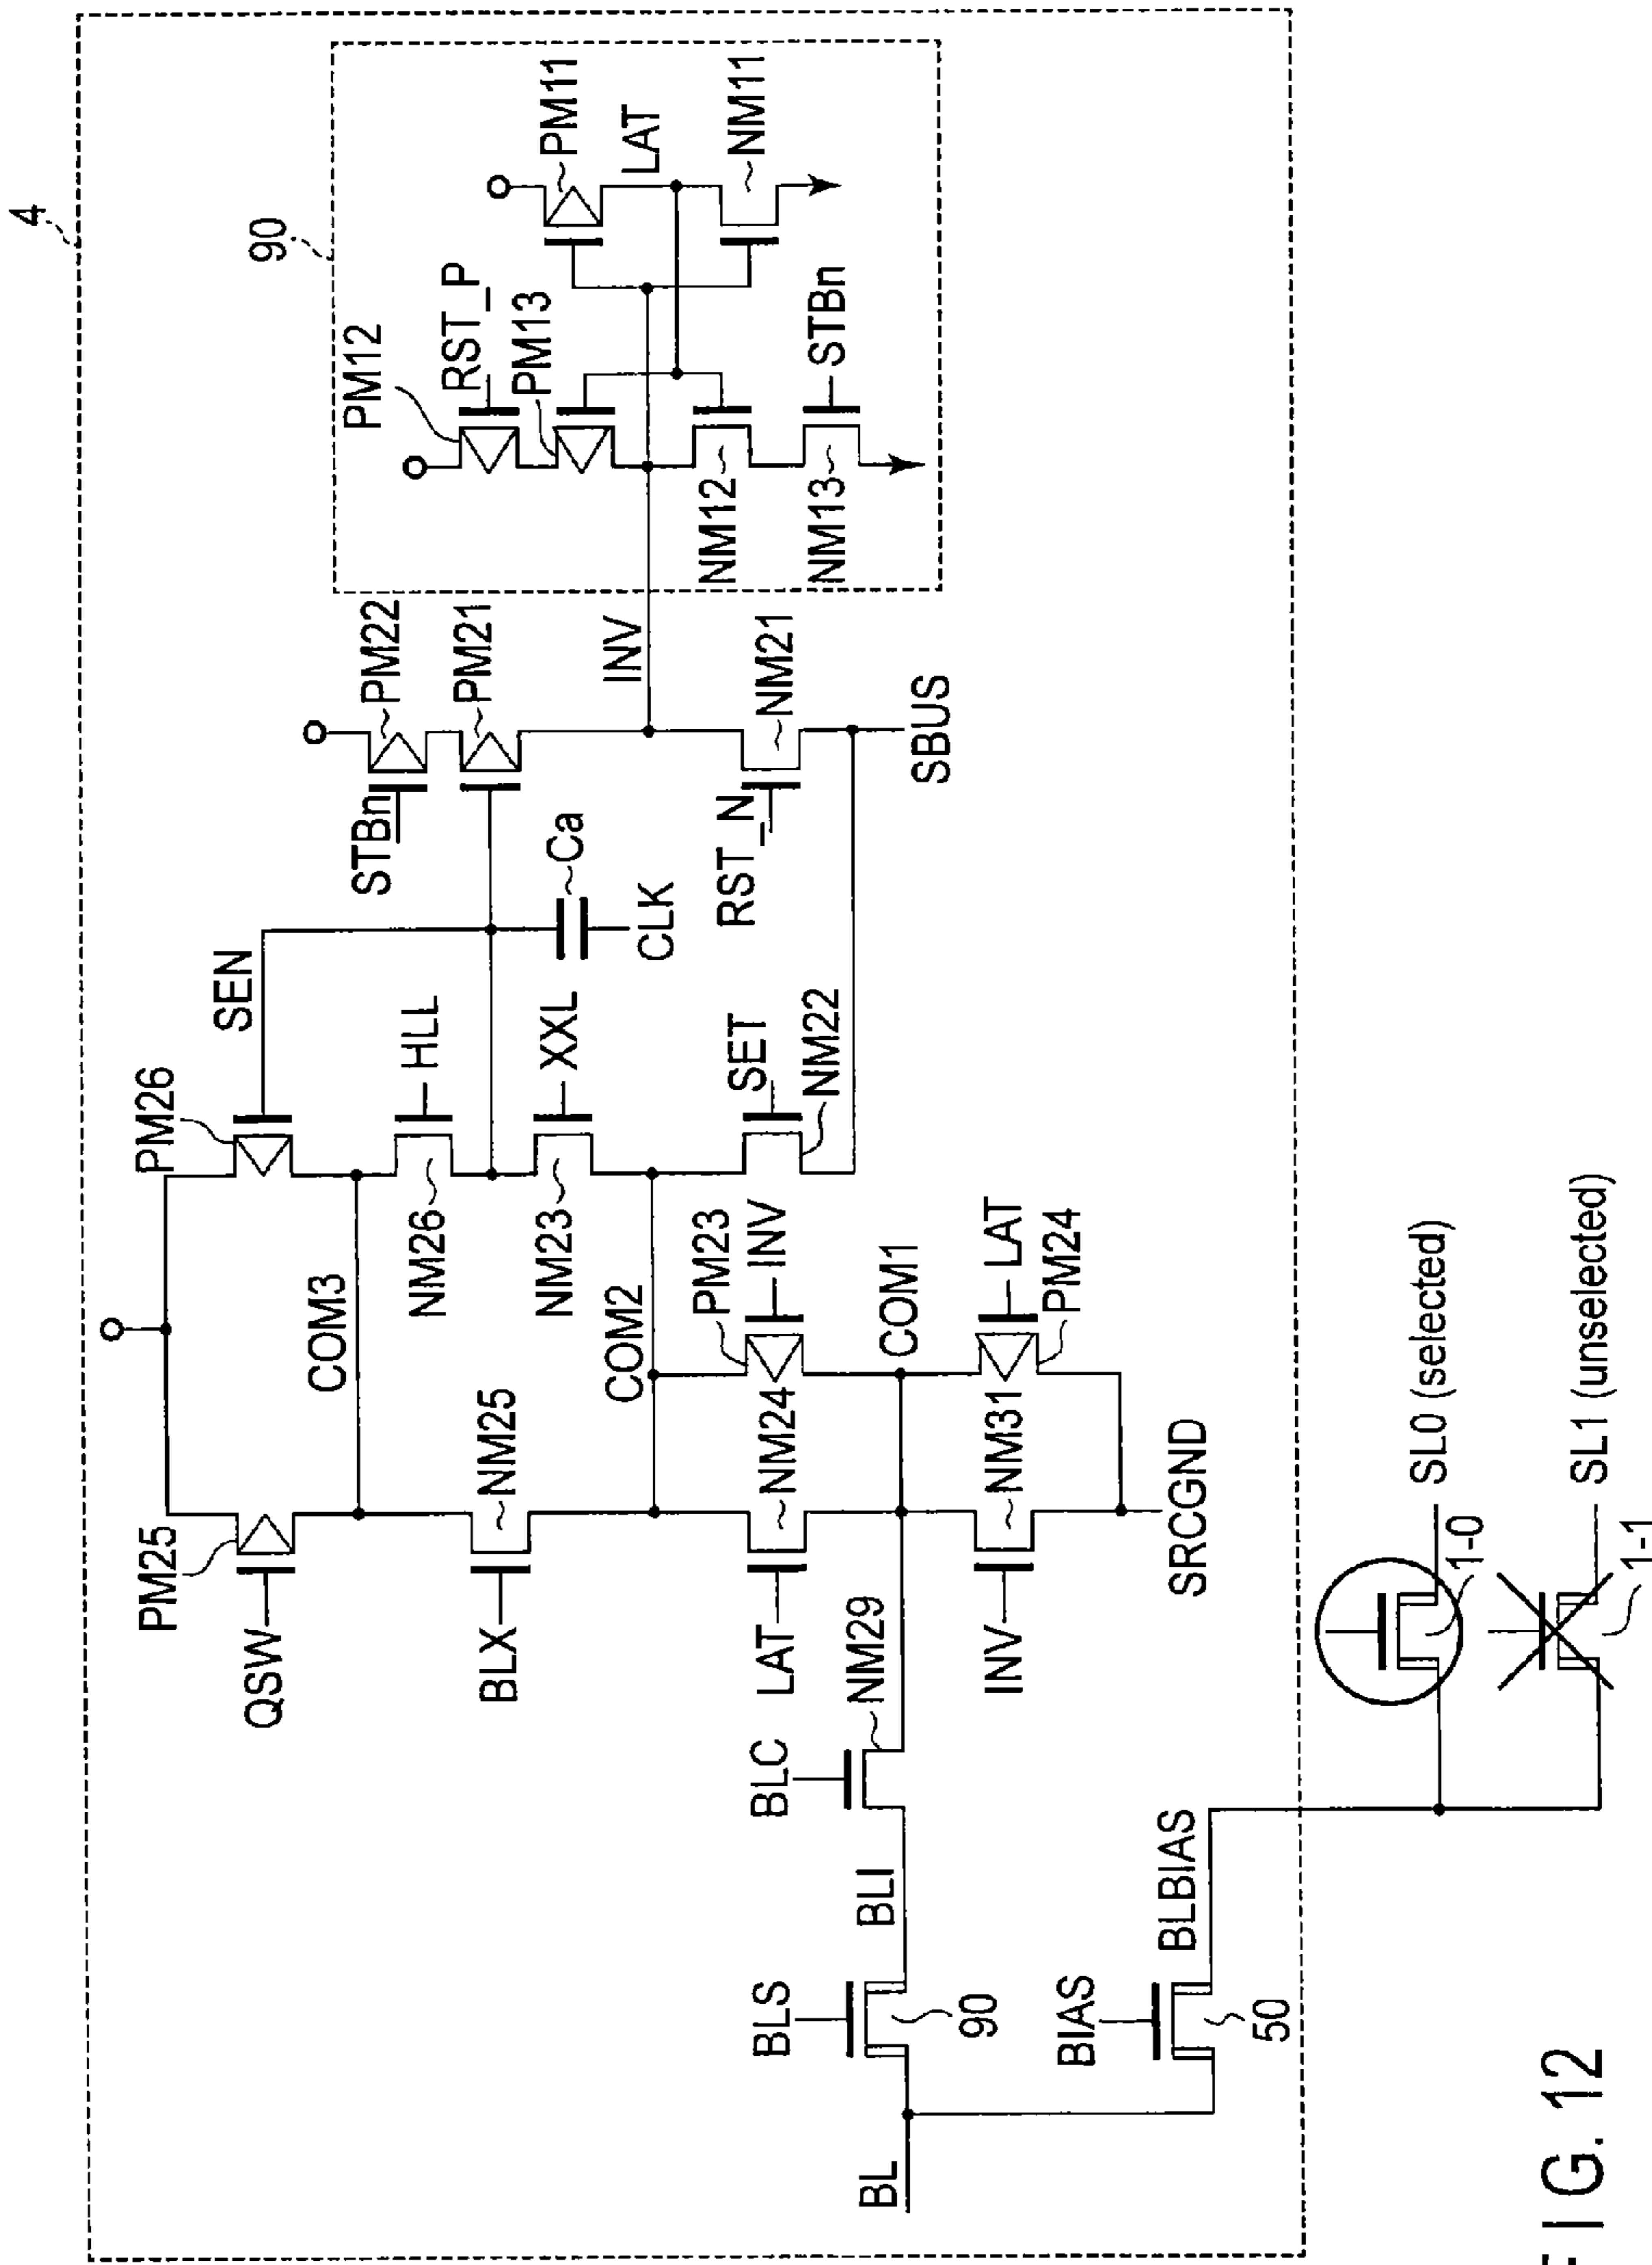 4
90
PM12
RST_P
PM13
PM11
LAT
NM11
NM12
NM13
STBn
PM22
PM21
STBn
INV
NM21
RST_N
SBUS
SEN
Ca
CLK
PM26
HLL
NM26
XXL
NM23
SET
NM22
PM25
QSW
COM3
BLX
NM25
COM2
PM23
INV
LAT
NM24
COM1
LAT
PM24
INV
NM31
SRCGND
BLC
NM29
BLI
BLS
90
BL
BIAS
50
BLBIAS
SL0 (selected)
1-0
SL1 (unselected)
1-1
F I G. 12